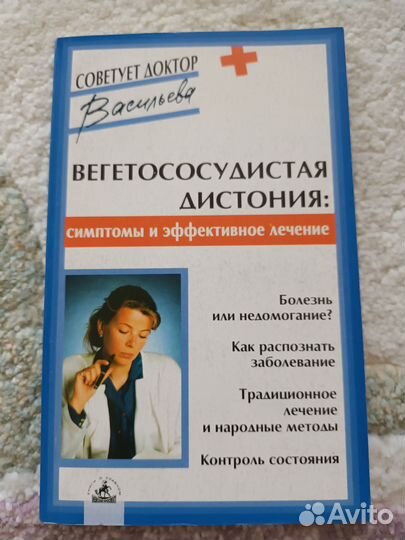 СОВЕТУЕТ ДОКТОР
Васильева
ВЕГЕТОСОСУДИСТАЯ
ДИСТОНИЯ:
симптомы и эффективное лечение
Болезнь
или недомогание?
Как распознать
заболевание
Традиционное
лечение
и народные методы
Контроль состояния
Avito